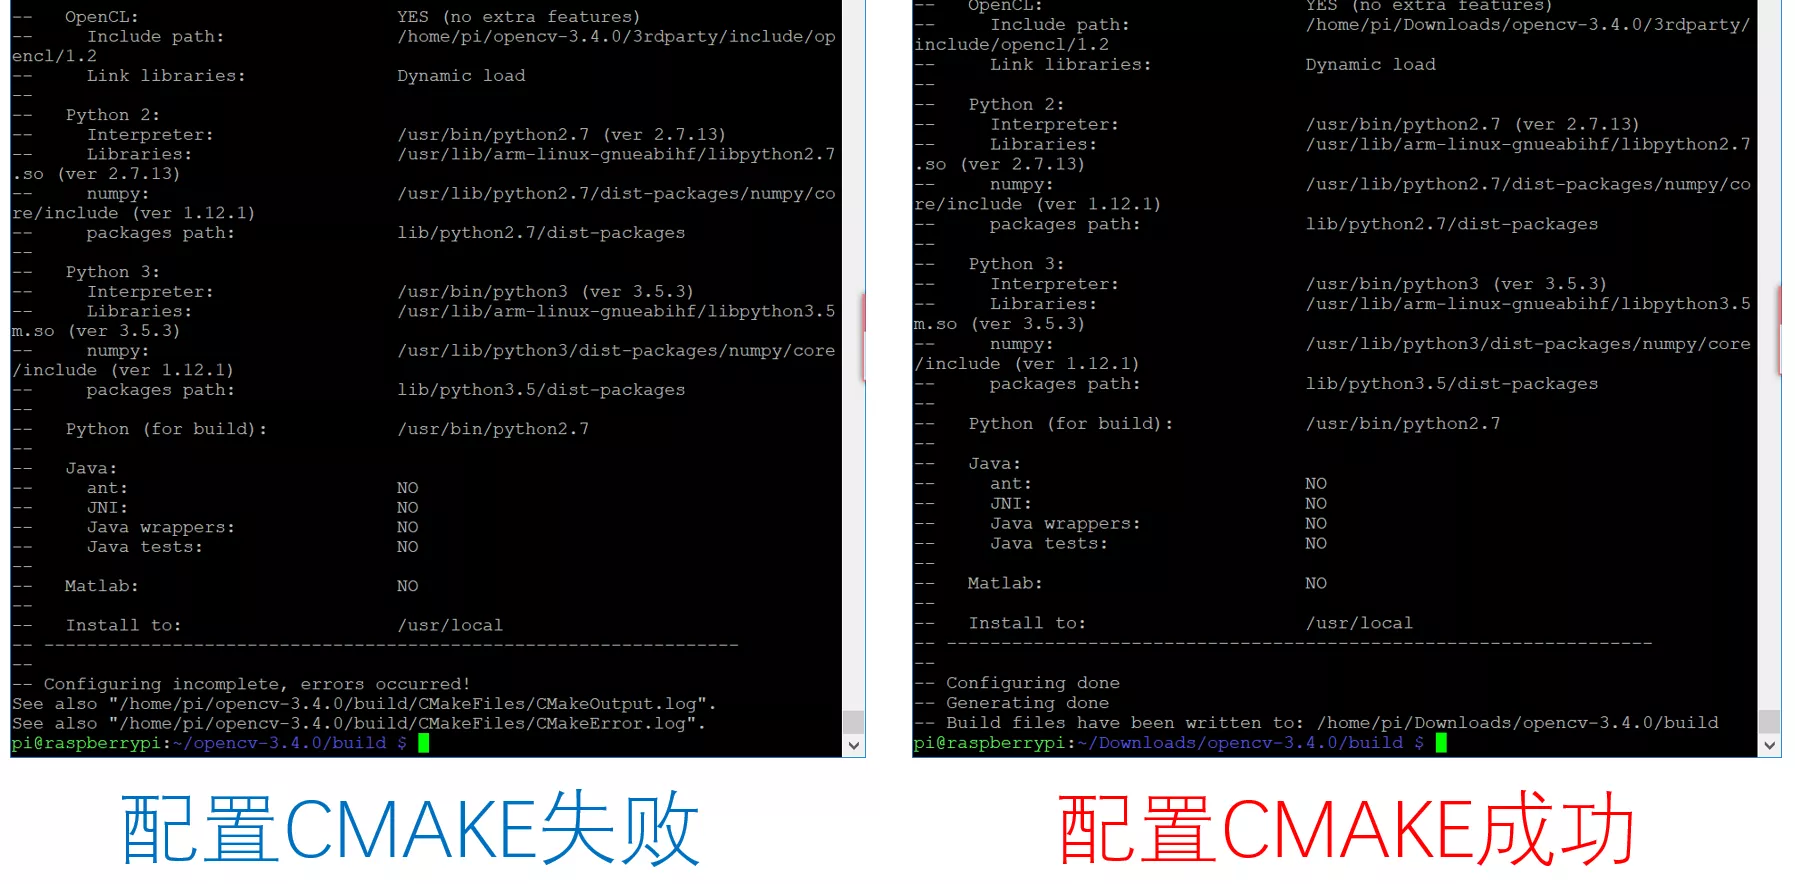 --   OpenCL:                        YES (no extra features)
--     Include path:                /home/pi/opencv-3.4.0/3rdparty/include/op
encl/1.2
--     Link libraries:              Dynamic load
--
--   Python 2:
--     Interpreter:                 /usr/bin/python2.7 (ver 2.7.13)
--     Libraries:                   /usr/lib/arm-linux-gnueabihf/libpython2.7
.so (ver 2.7.13)
--     numpy:                       /usr/lib/python2.7/dist-packages/numpy/co
re/include (ver 1.12.1)
--     packages path:               lib/python2.7/dist-packages
--
--   Python 3:
--     Interpreter:                 /usr/bin/python3 (ver 3.5.3)
--     Libraries:                   /usr/lib/arm-linux-gnueabihf/libpython3.5
m.so (ver 3.5.3)
--     numpy:                       /usr/lib/python3/dist-packages/numpy/core
/include (ver 1.12.1)
--     packages path:               lib/python3.5/dist-packages
--
--   Python (for build):            /usr/bin/python2.7
--
--   Java:
--     ant:                         NO
--     JNI:                         NO
--     Java wrappers:               NO
--     Java tests:                  NO
--
--   Matlab:                        NO
--
--   Install to:                    /usr/local
-- -----------------------------------------------------------------
--
-- Configuring incomplete, errors occurred!
See also "/home/pi/opencv-3.4.0/build/CMakeFiles/CMakeOutput.log".
See also "/home/pi/opencv-3.4.0/build/CMakeFiles/CMakeError.log".
pi@raspberrypi:~/opencv-3.4.0/build $
配置CMAKE失败
--   OpenCL:                        YES (no extra features)
--     Include path:                /home/pi/Downloads/opencv-3.4.0/3rdparty/
include/opencl/1.2
--     Link libraries:              Dynamic load
--
--   Python 2:
--     Interpreter:                 /usr/bin/python2.7 (ver 2.7.13)
--     Libraries:                   /usr/lib/arm-linux-gnueabihf/libpython2.7
.so (ver 2.7.13)
--     numpy:                       /usr/lib/python2.7/dist-packages/numpy/co
re/include (ver 1.12.1)
--     packages path:               lib/python2.7/dist-packages
--
--   Python 3:
--     Interpreter:                 /usr/bin/python3 (ver 3.5.3)
--     Libraries:                   /usr/lib/arm-linux-gnueabihf/libpython3.5
m.so (ver 3.5.3)
--     numpy:                       /usr/lib/python3/dist-packages/numpy/core
/include (ver 1.12.1)
--     packages path:               lib/python3.5/dist-packages
--
--   Python (for build):            /usr/bin/python2.7
--
--   Java:
--     ant:                         NO
--     JNI:                         NO
--     Java wrappers:               NO
--     Java tests:                  NO
--
--   Matlab:                        NO
--
--   Install to:                    /usr/local
-- -----------------------------------------------------------------
--
-- Configuring done
-- Generating done
-- Build files have been written to: /home/pi/Downloads/opencv-3.4.0/build
pi@raspberrypi:~/Downloads/opencv-3.4.0/build $
配置CMAKE成功